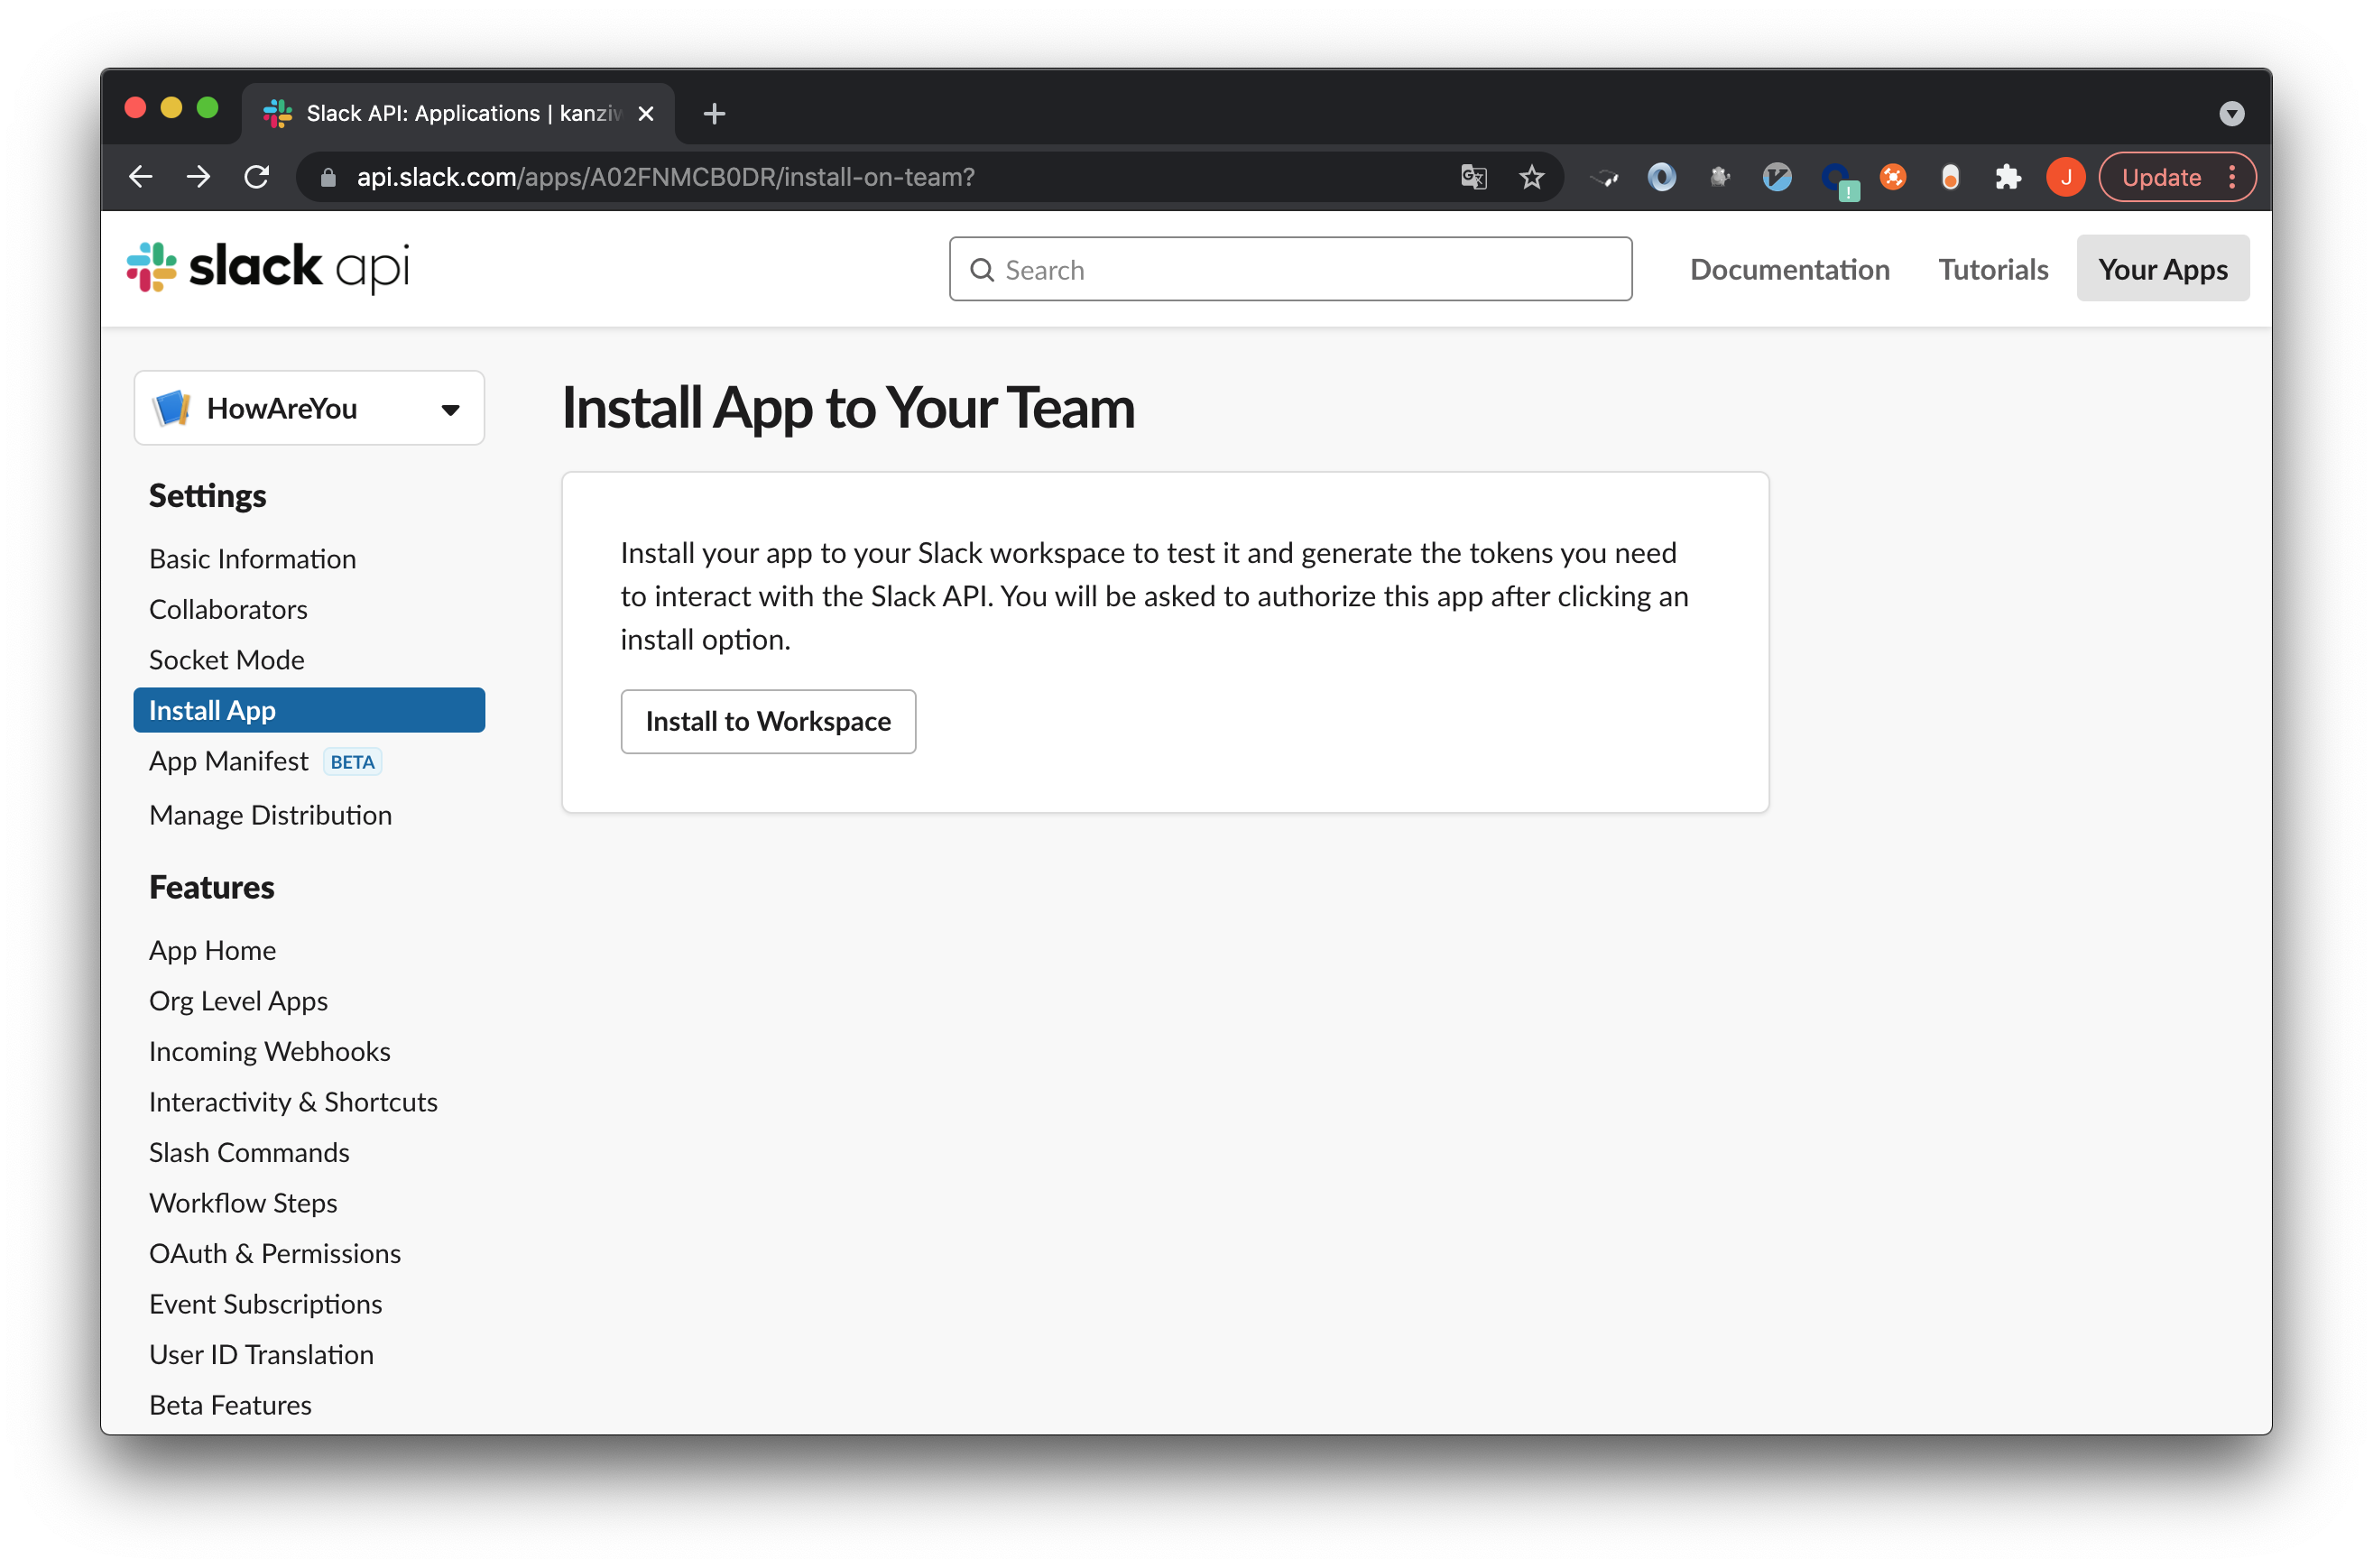 Slack API: Applications | kanziw
api.slack.com/apps/A02FNMCB0DR/install-on-team?
J
Update
slack api
Search
Documentation
Tutorials
Your Apps
HowAreYou
Install App to Your Team
Settings
Basic Information
Collaborators
Socket Mode
Install App
App Manifest BETA
Manage Distribution
Install your app to your Slack workspace to test it and generate the tokens you need
to interact with the Slack API. You will be asked to authorize this app after clicking an
install option.
Install to Workspace
Features
App Home
Org Level Apps
Incoming Webhooks
Interactivity & Shortcuts
Slash Commands
Workflow Steps
OAuth & Permissions
Event Subscriptions
User ID Translation
Beta Features